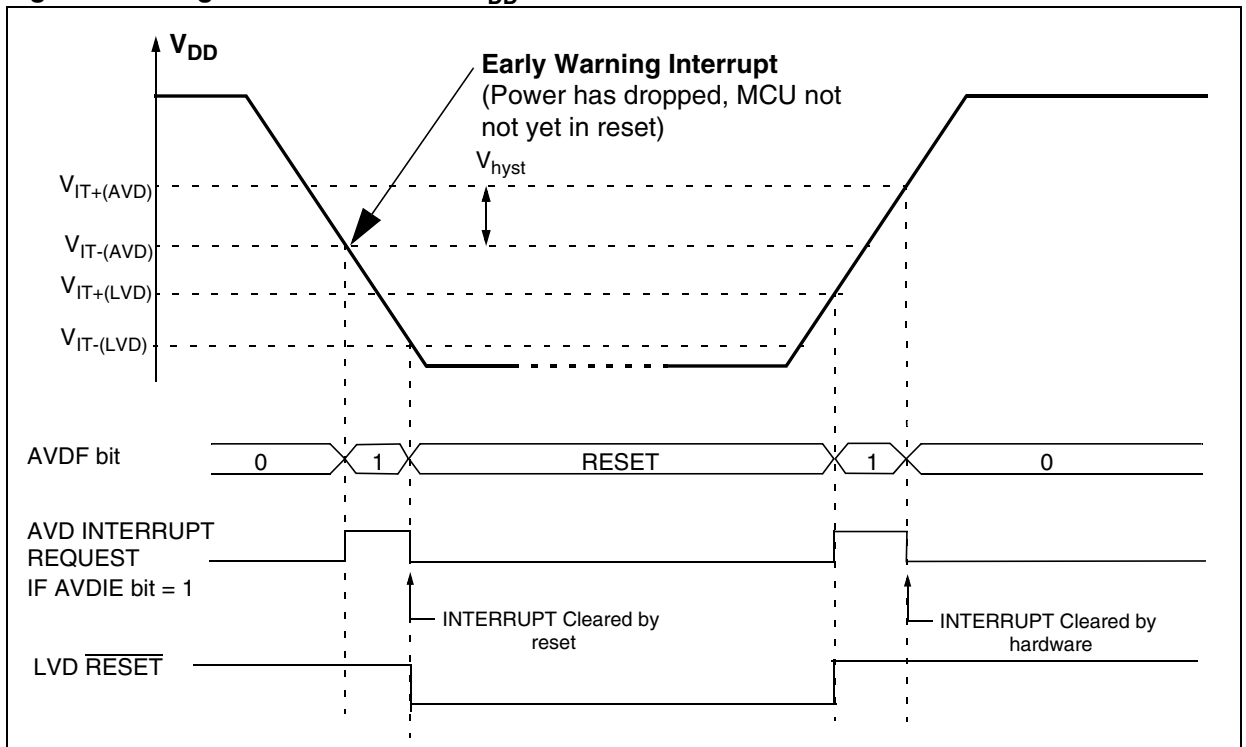 VDD
Early Warning Interrupt
(Power has dropped, MCU not
not yet in reset)
Vhyst
VIT+(AVD)
VIT-(AVD)
VIT+(LVD)
VIT-(LVD)
AVDF bit
0
1
RESET
1
0
AVD INTERRUPT
REQUEST
IF AVDIE bit = 1
INTERRUPT Cleared by
reset
INTERRUPT Cleared by
hardware
LVD RESET